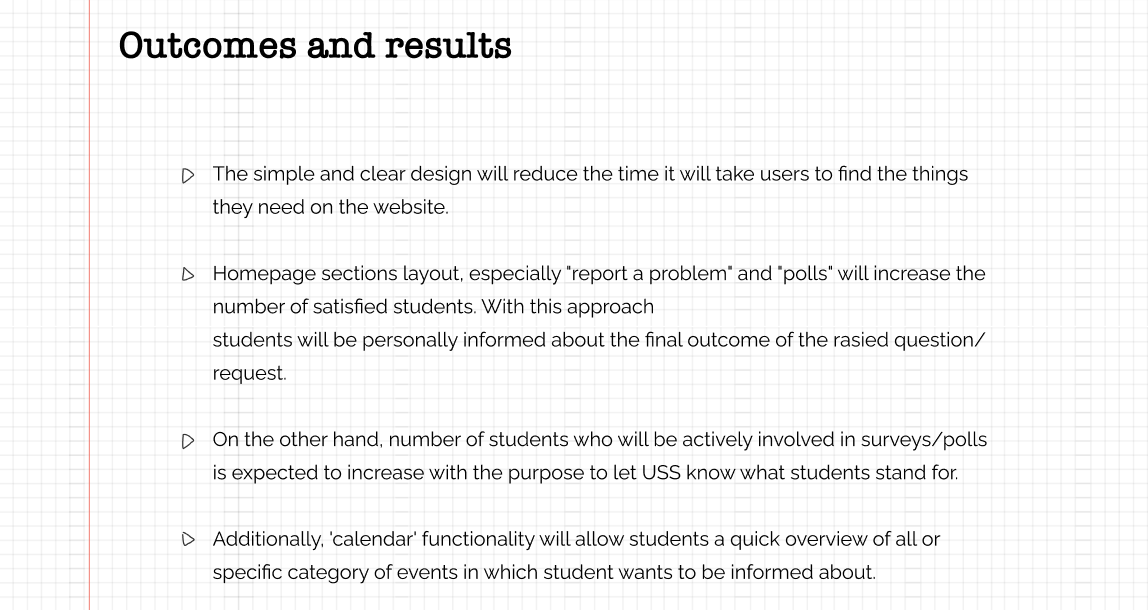 Outcomes and results
The simple and clear design will reduce the time it will take users to find the things
they need on the website.
Homepage sections layout, especially "report a problem" and "polls" will increase the
number of satisfied students. With this approach
students will be personally informed about the final outcome of the rasied question/
request.
On the other hand, number of students who will be actively involved in surveys/polls
is expected to increase with the purpose to let USS know what students stand for.
Additionally, 'calendar' functionality will allow students a quick overview of all or
specific category of events in which student wants to be informed about.